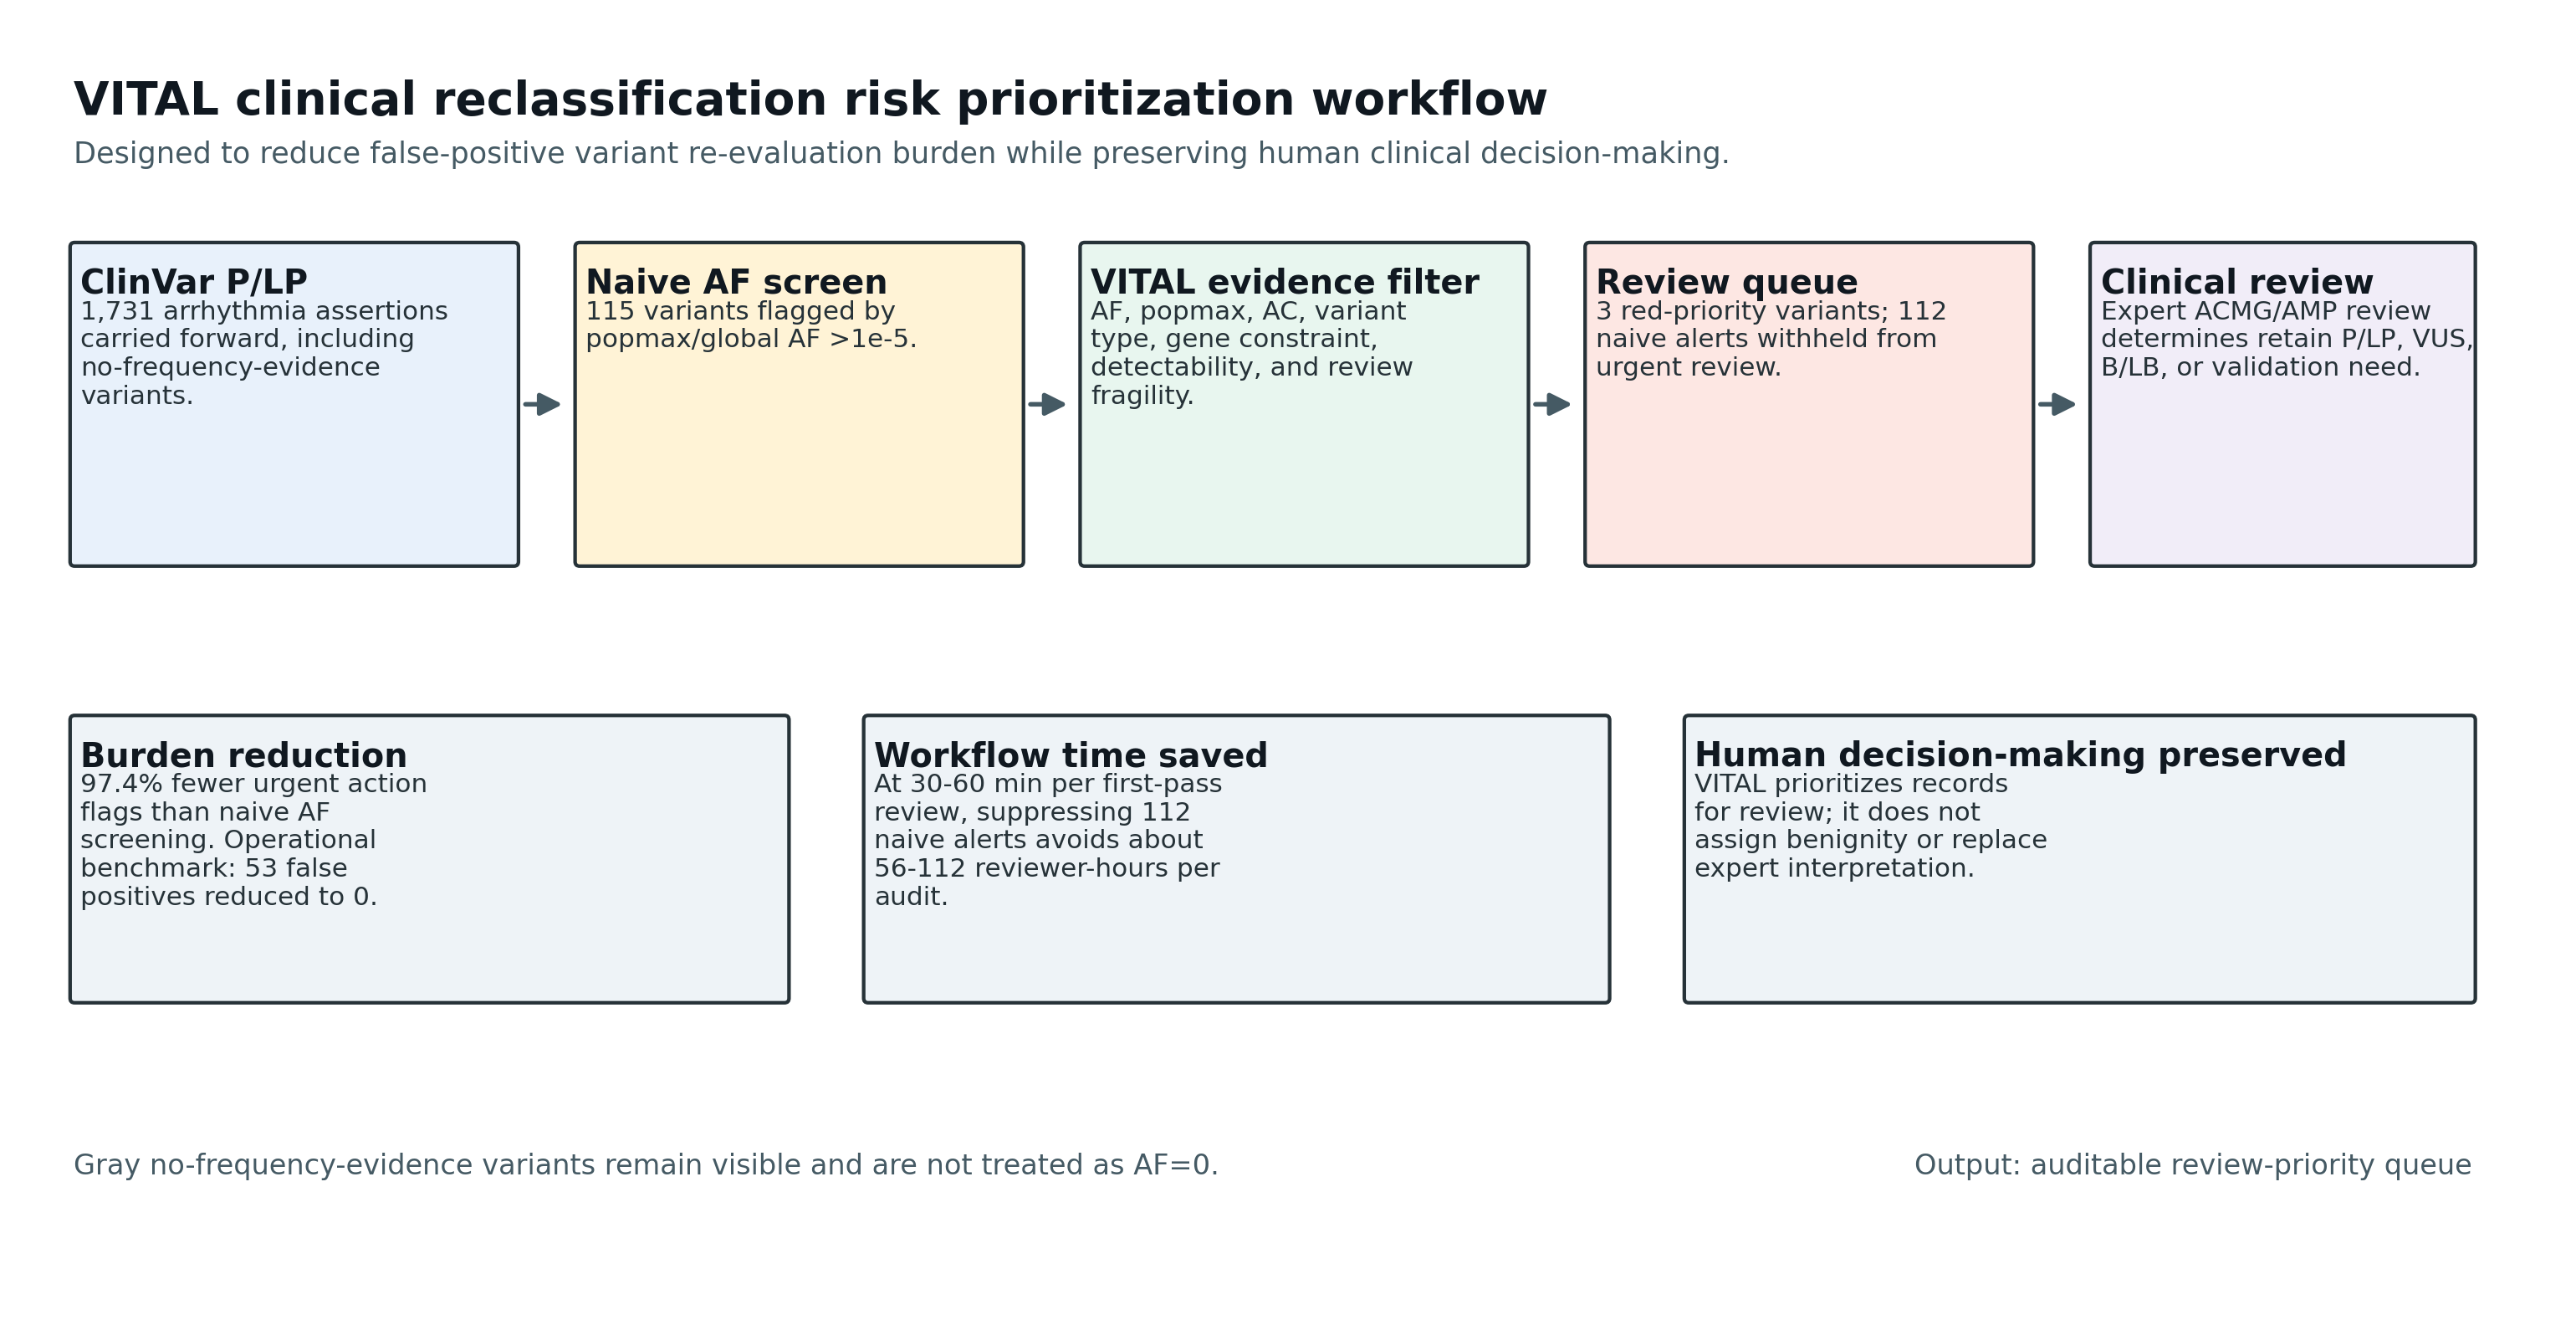 VITAL clinical reclassification risk prioritization workflow
Designed to reduce false-positive variant re-evaluation burden while preserving human clinical decision-making.
ClinVar P/LP
1,731 arrhythmia assertions
carried forward, including
no-frequency-evidence
variants.
Naive AF screen
115 variants flagged by
popmax/global AF >1e-5.
VITAL evidence filter
AF, popmax, AC, variant
type, gene constraint,
detectability, and review
fragility.
Review queue
3 red-priority variants; 112
naive alerts withheld from
urgent review.
Clinical review
Expert ACMG/AMP review
determines retain P/LP, VUS,
B/LB, or validation need.
Burden reduction
97.4% fewer urgent action
flags than naive AF
screening. Operational
benchmark: 53 false
positives reduced to 0.
Workflow time saved
At 30-60 min per first-pass
review, suppressing 112
naive alerts avoids about
56-112 reviewer-hours per
audit.
Human decision-making preserved
VITAL prioritizes records
for review; it does not
assign benignity or replace
expert interpretation.
Gray no-frequency-evidence variants remain visible and are not treated as AF=0.
Output: auditable review-priority queue